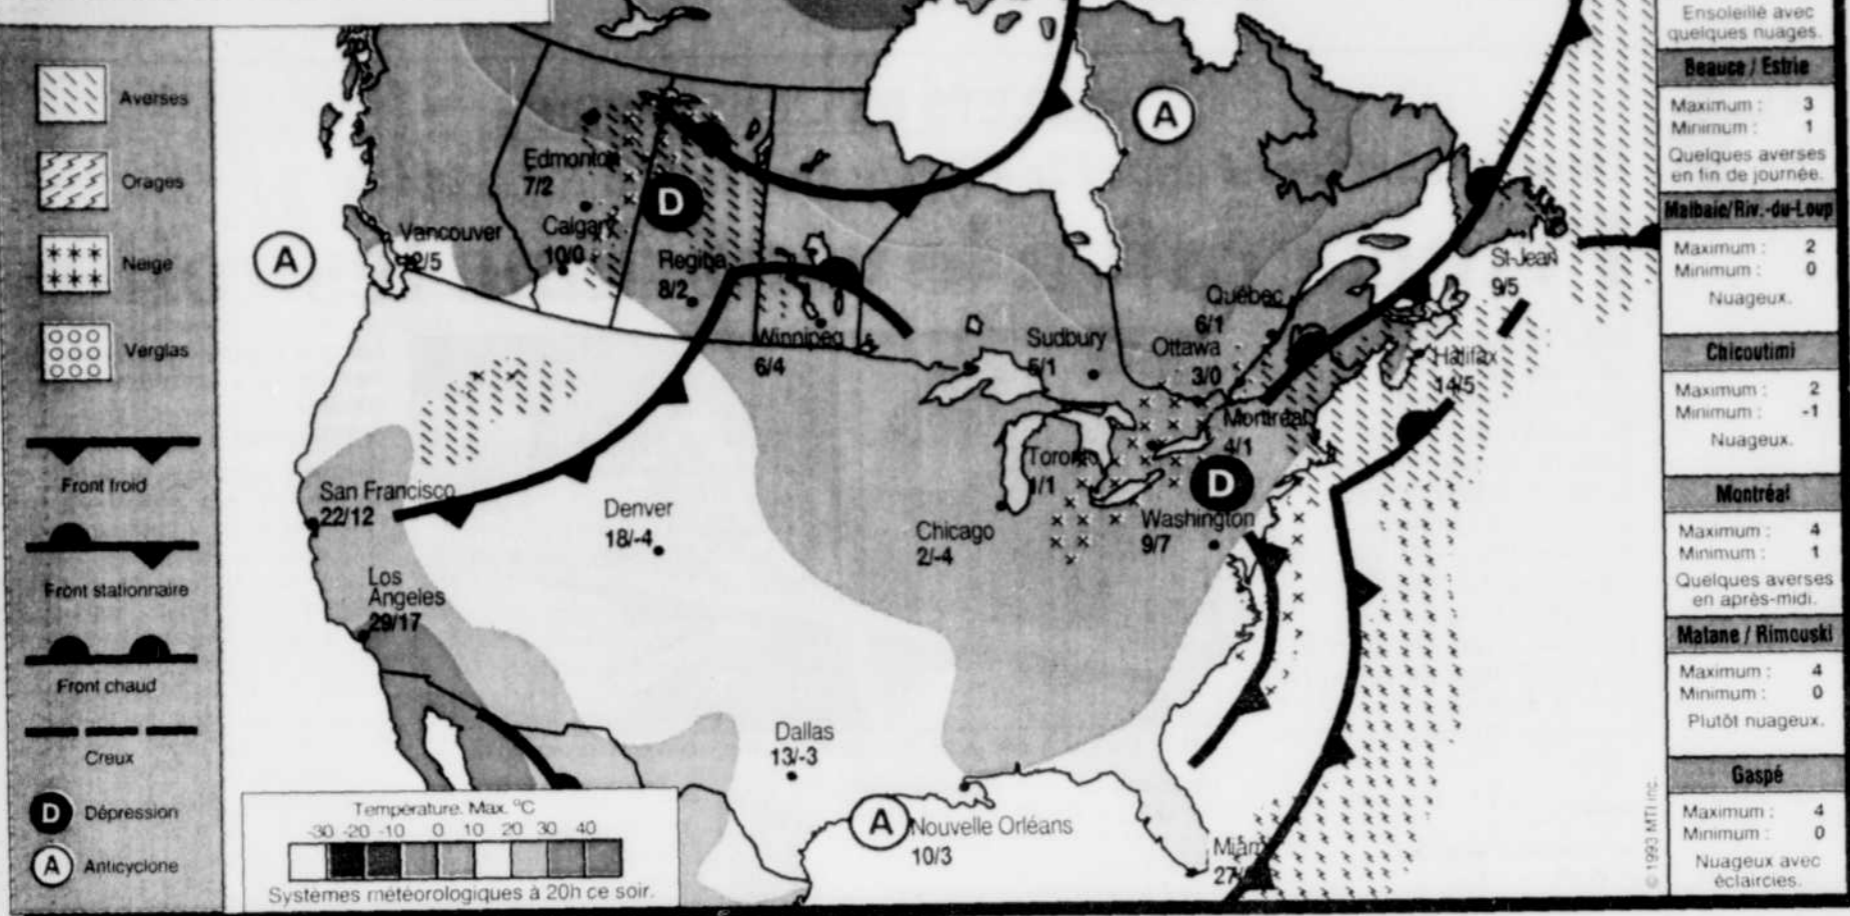 Averses
Orages
Neige
Verglas
Front froid
Front stationnaire
Front chaud
Creux
D Dépression
A Anticyclone
A
A
D
D
A
Edmonton
7/2
Vancouver
12/5
Calgary
10/0
Regina
8/2
Winnipeg
6/4
Sudbury
5/1
Québec
6/1
Ottawa
3/0
Montréal
4/1
Toronto
1/1
St-Jean
9/5
Halifax
14/5
San Francisco
22/12
Denver
18/-4
Chicago
2/-4
Washington
9/7
Los
Angeles
29/17
Dallas
13/-3
Nouvelle Orléans
10/3
Miami
Température. Max. °C
-30 -20 -10 0 10 20 30 40
Systèmes météorologiques à 20h ce soir.
© 1993 MTI inc.
Ensoleillé avec
quelques nuages.
Beauce / Estrie
Maximum : 3
Minimum : 1
Quelques averses
en fin de journée.
Malbaie/Riv.-du-Loup
Maximum : 2
Minimum : 0
Nuageux.
Chicoutimi
Maximum : 2
Minimum : -1
Nuageux.
Montréal
Maximum : 4
Minimum : 1
Quelques averses
en après-midi.
Matane / Rimouski
Maximum : 4
Minimum : 0
Plutôt nuageux.
Gaspé
Maximum : 4
Minimum : 0
Nuageux avec
éclaircies.